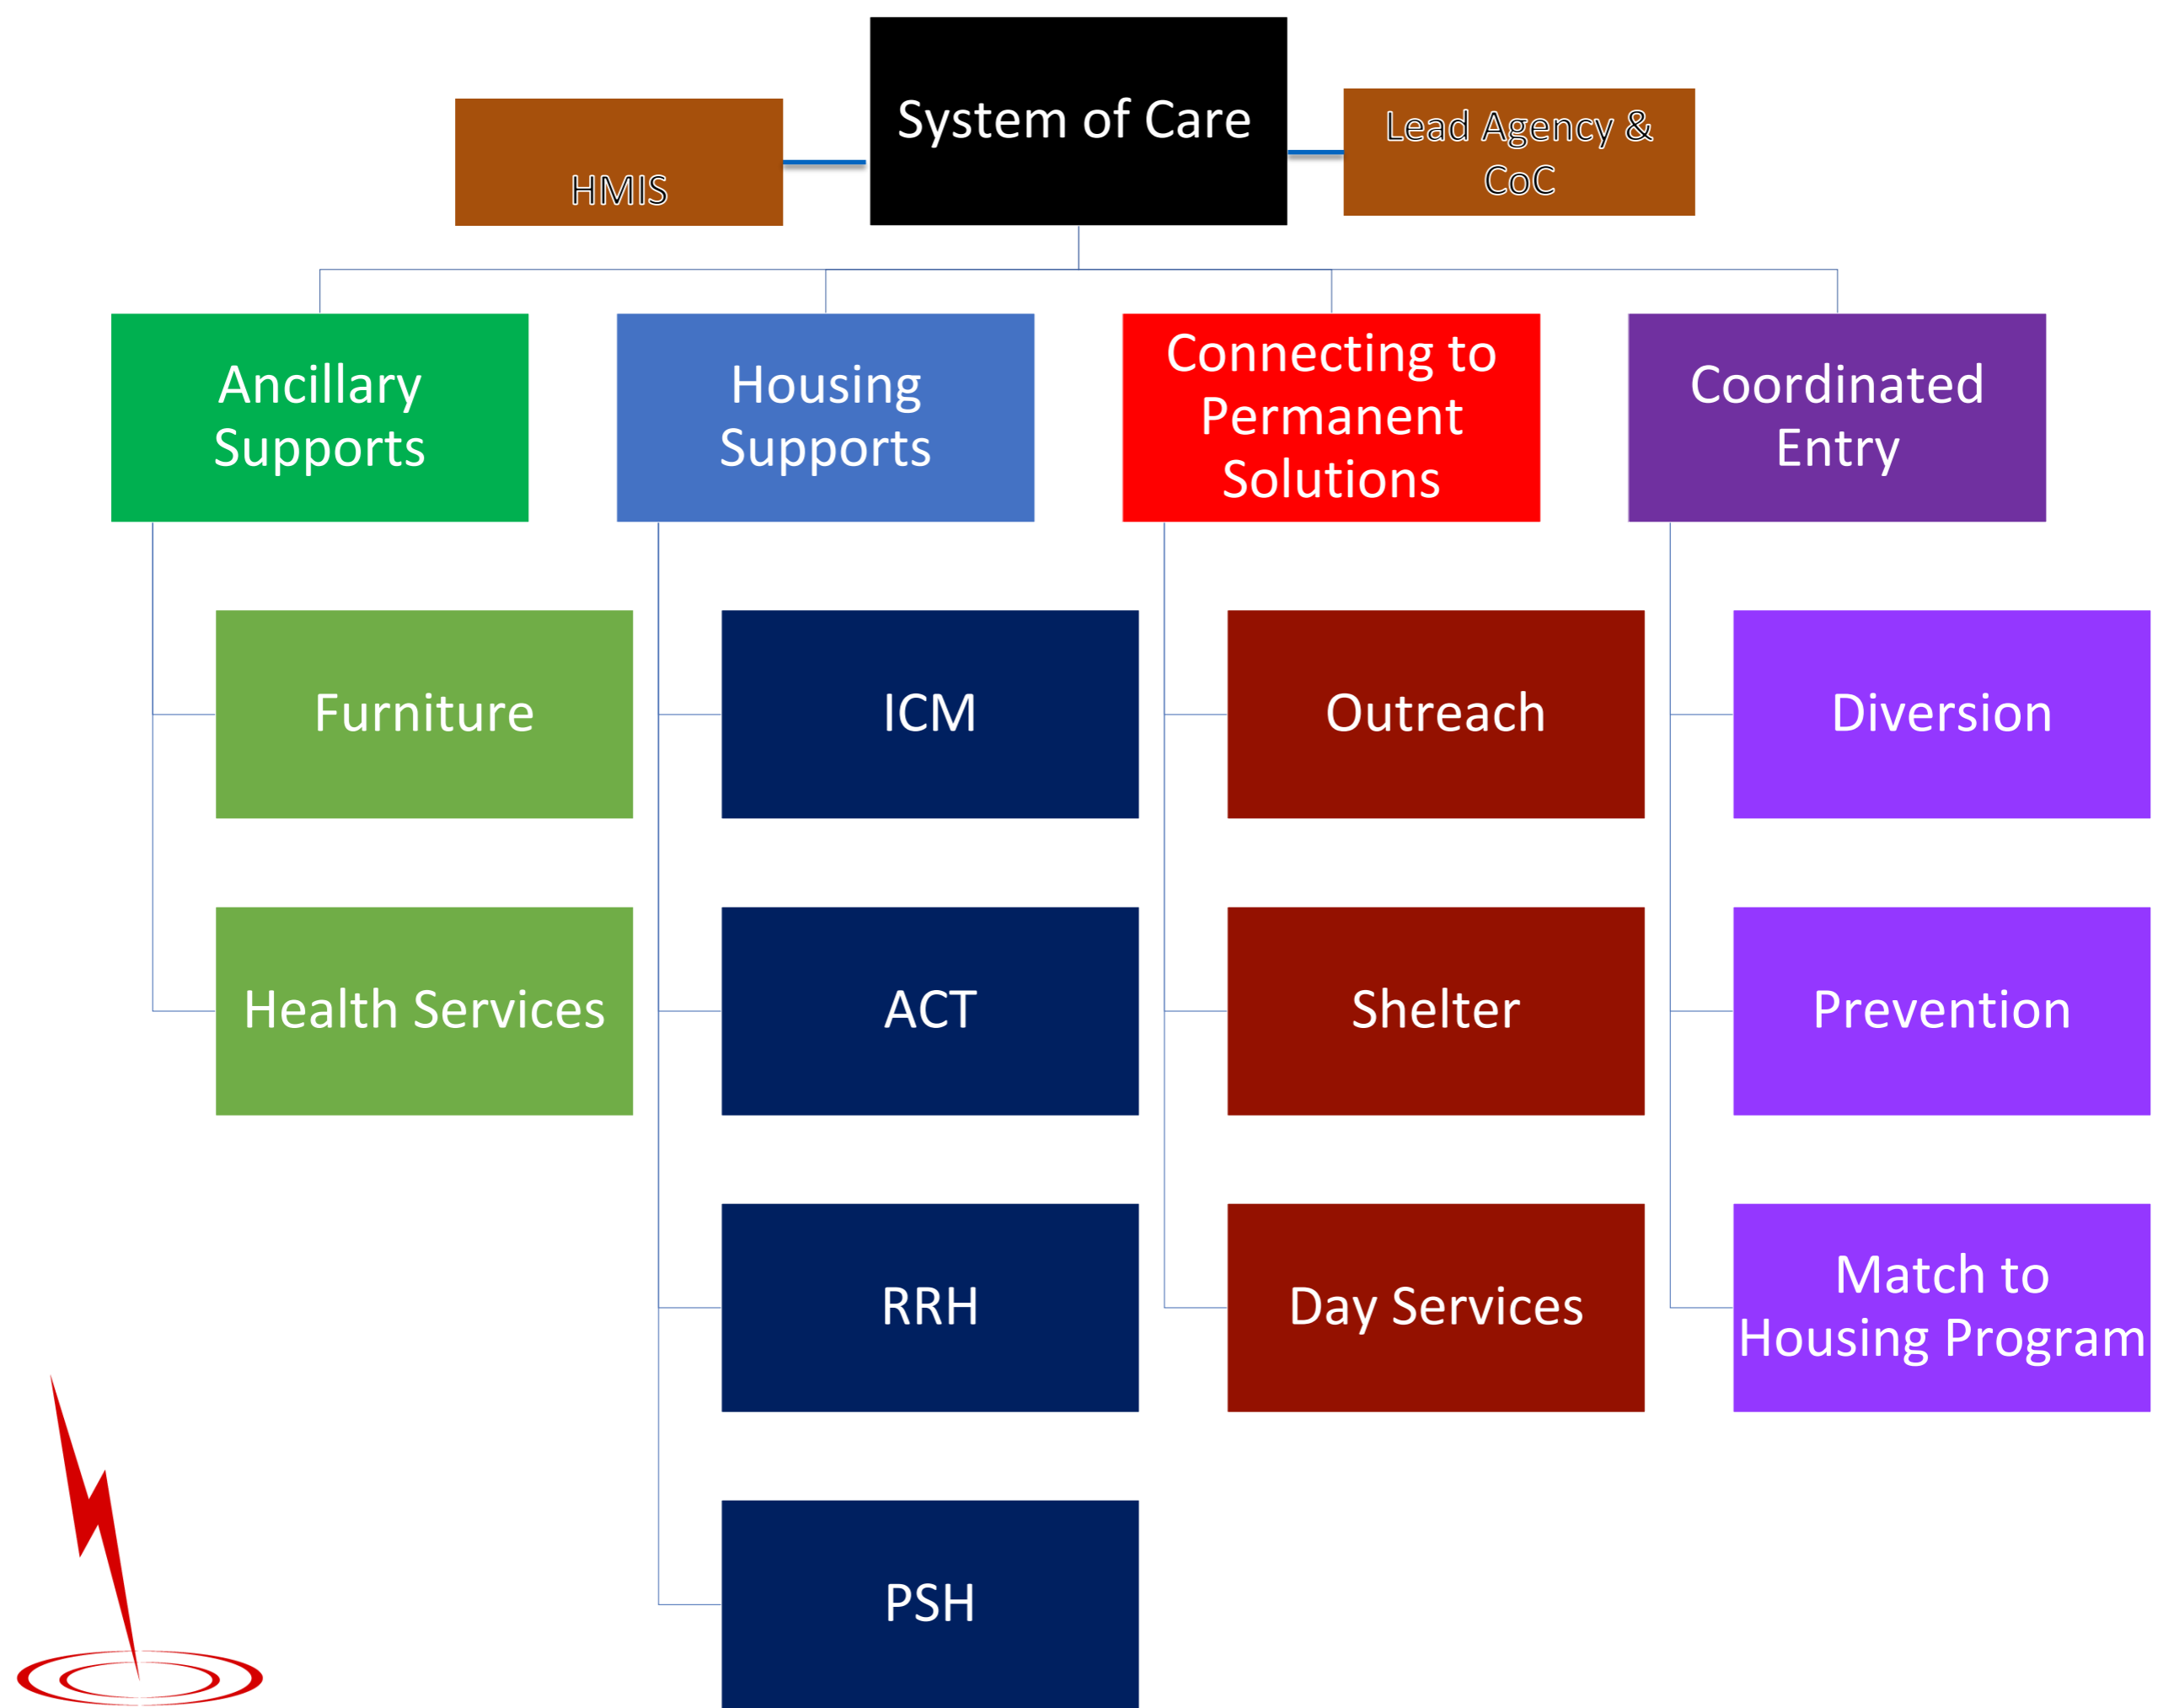 System of Care
HMIS
Lead Agency &
CoC
Ancillary
Supports
Housing
Supports
Connecting to
Permanent
Solutions
Coordinated
Entry
Furniture
ICM
Outreach
Diversion
Health Services
ACT
Shelter
Prevention
RRH
Day Services
Match to
Housing Program
PSH